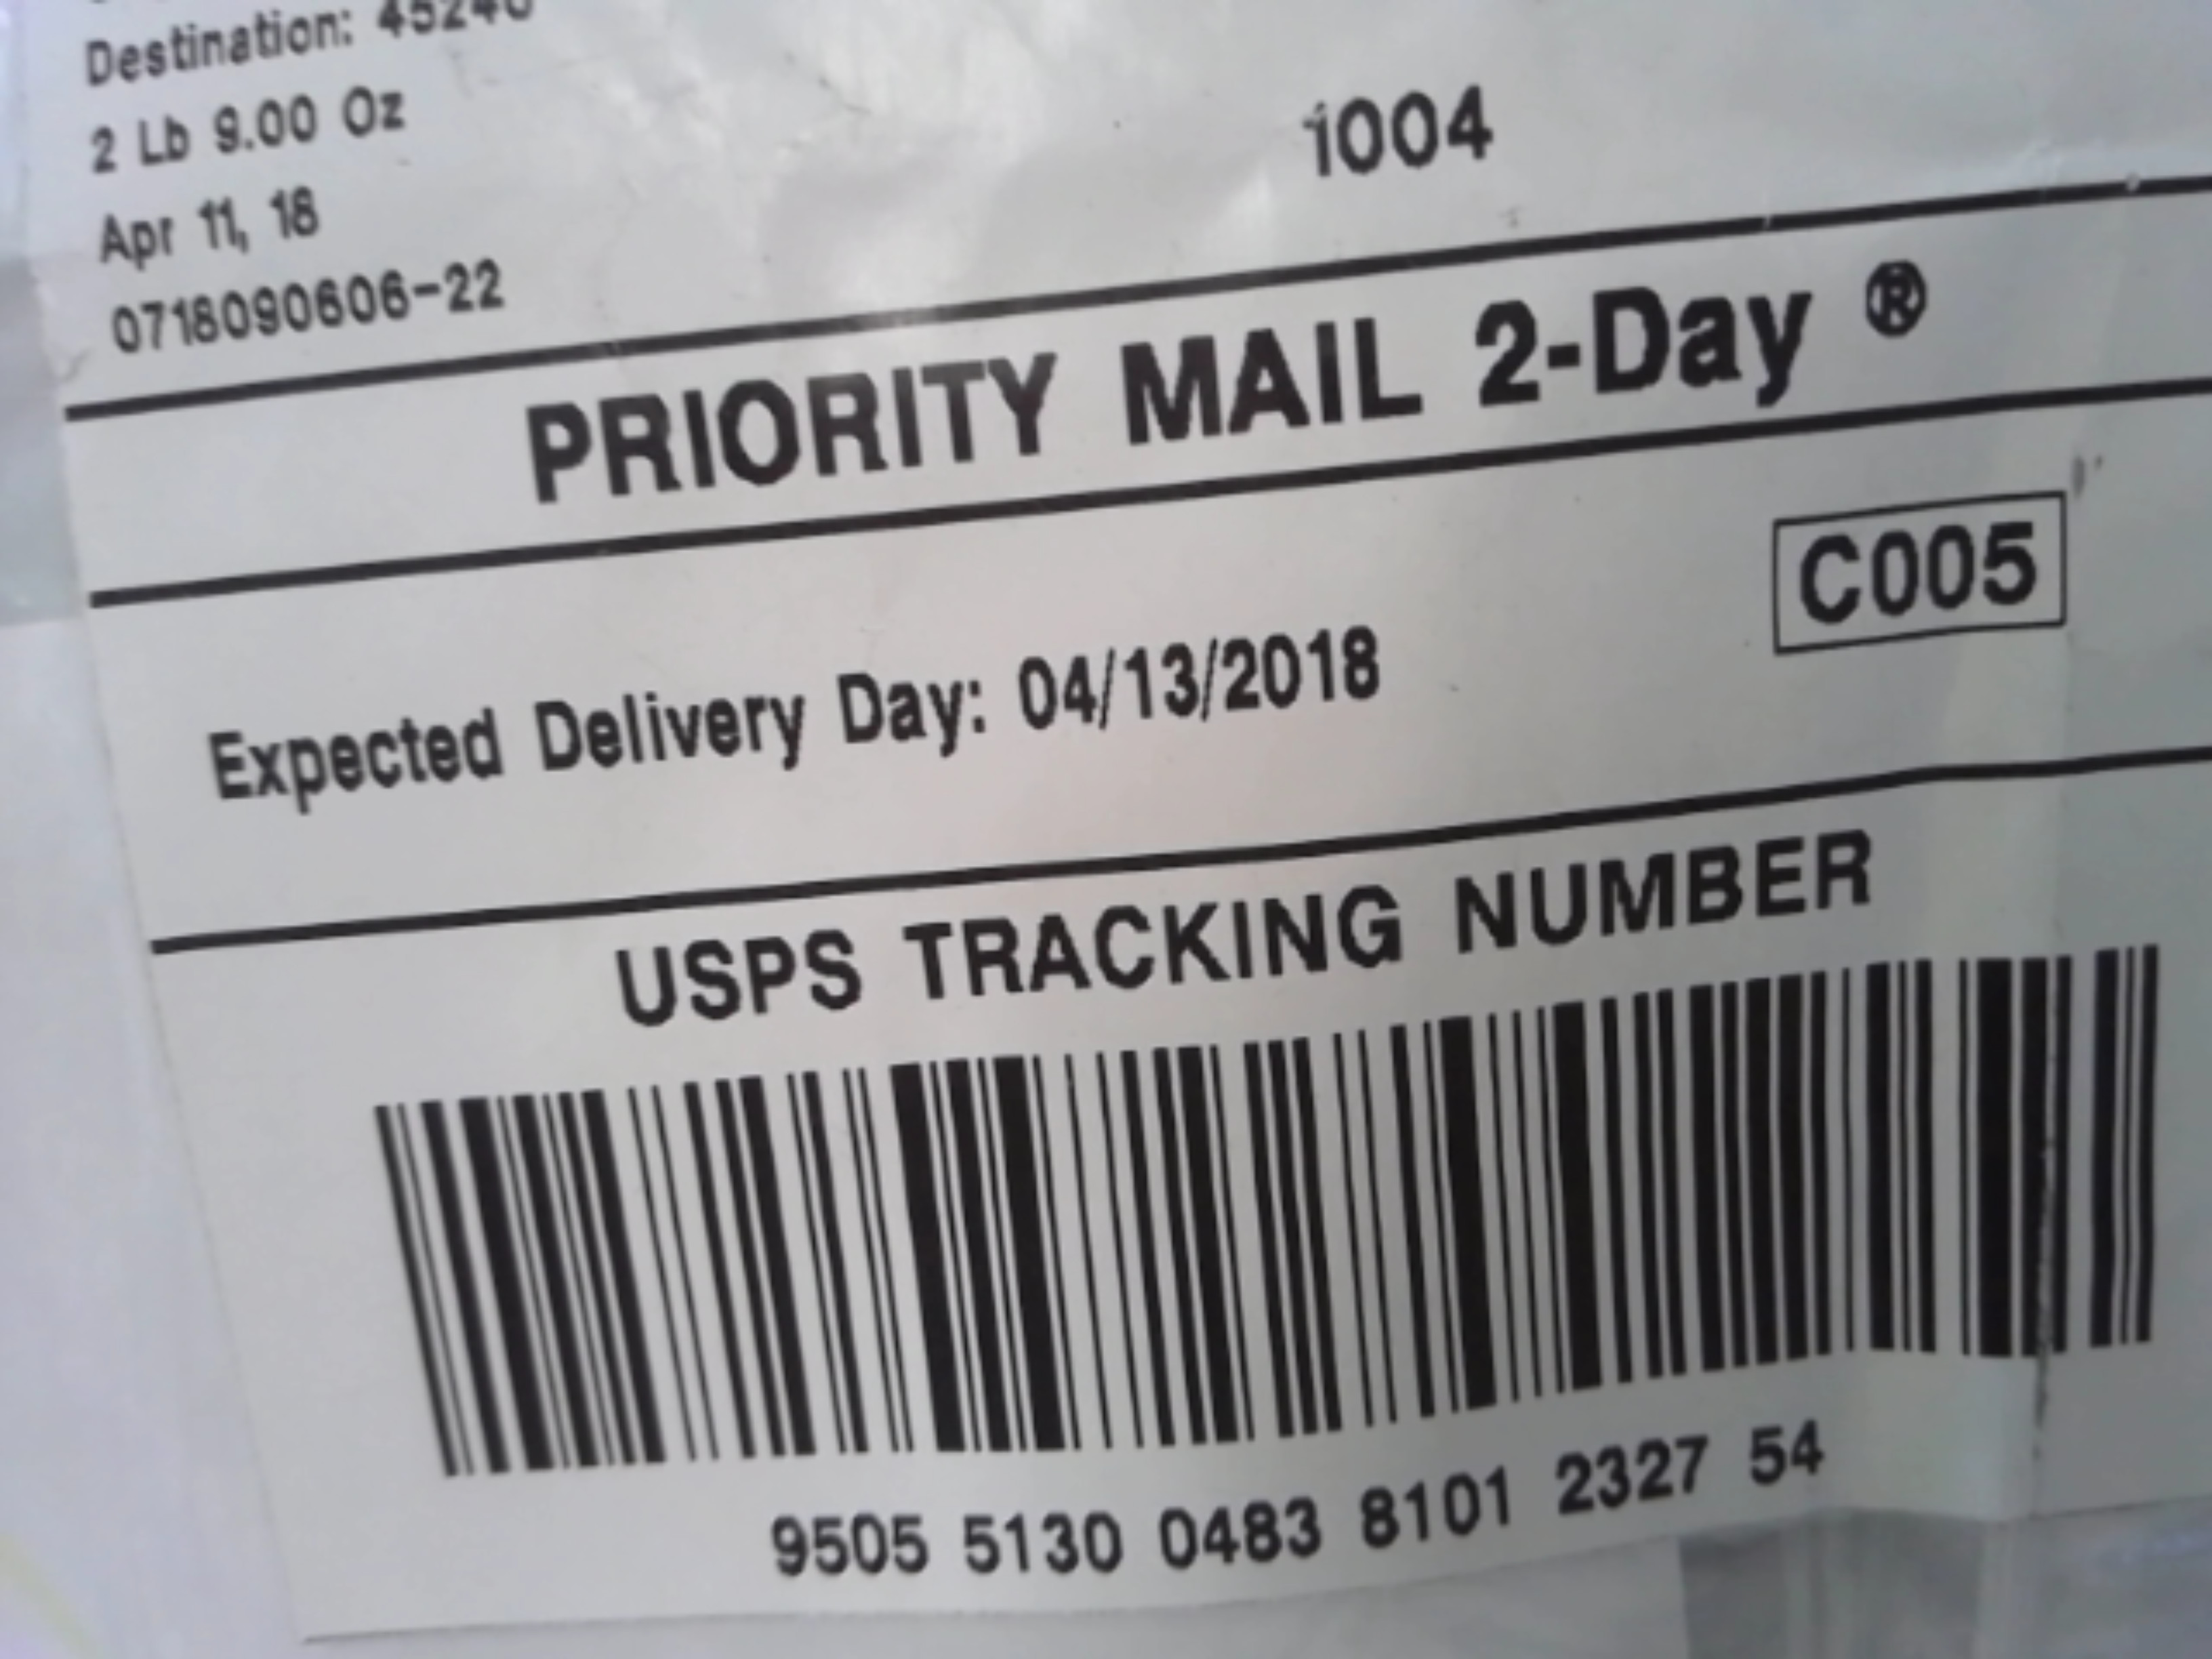 Destination: 45240
2 Lb 9.00 Oz
1004
Apr 11, 18
0718090606-22
PRIORITY MAIL 2-Day ®
C005
Expected Delivery Day: 04/13/2018
USPS TRACKING NUMBER
9505 5130 0483 8101 2327 54